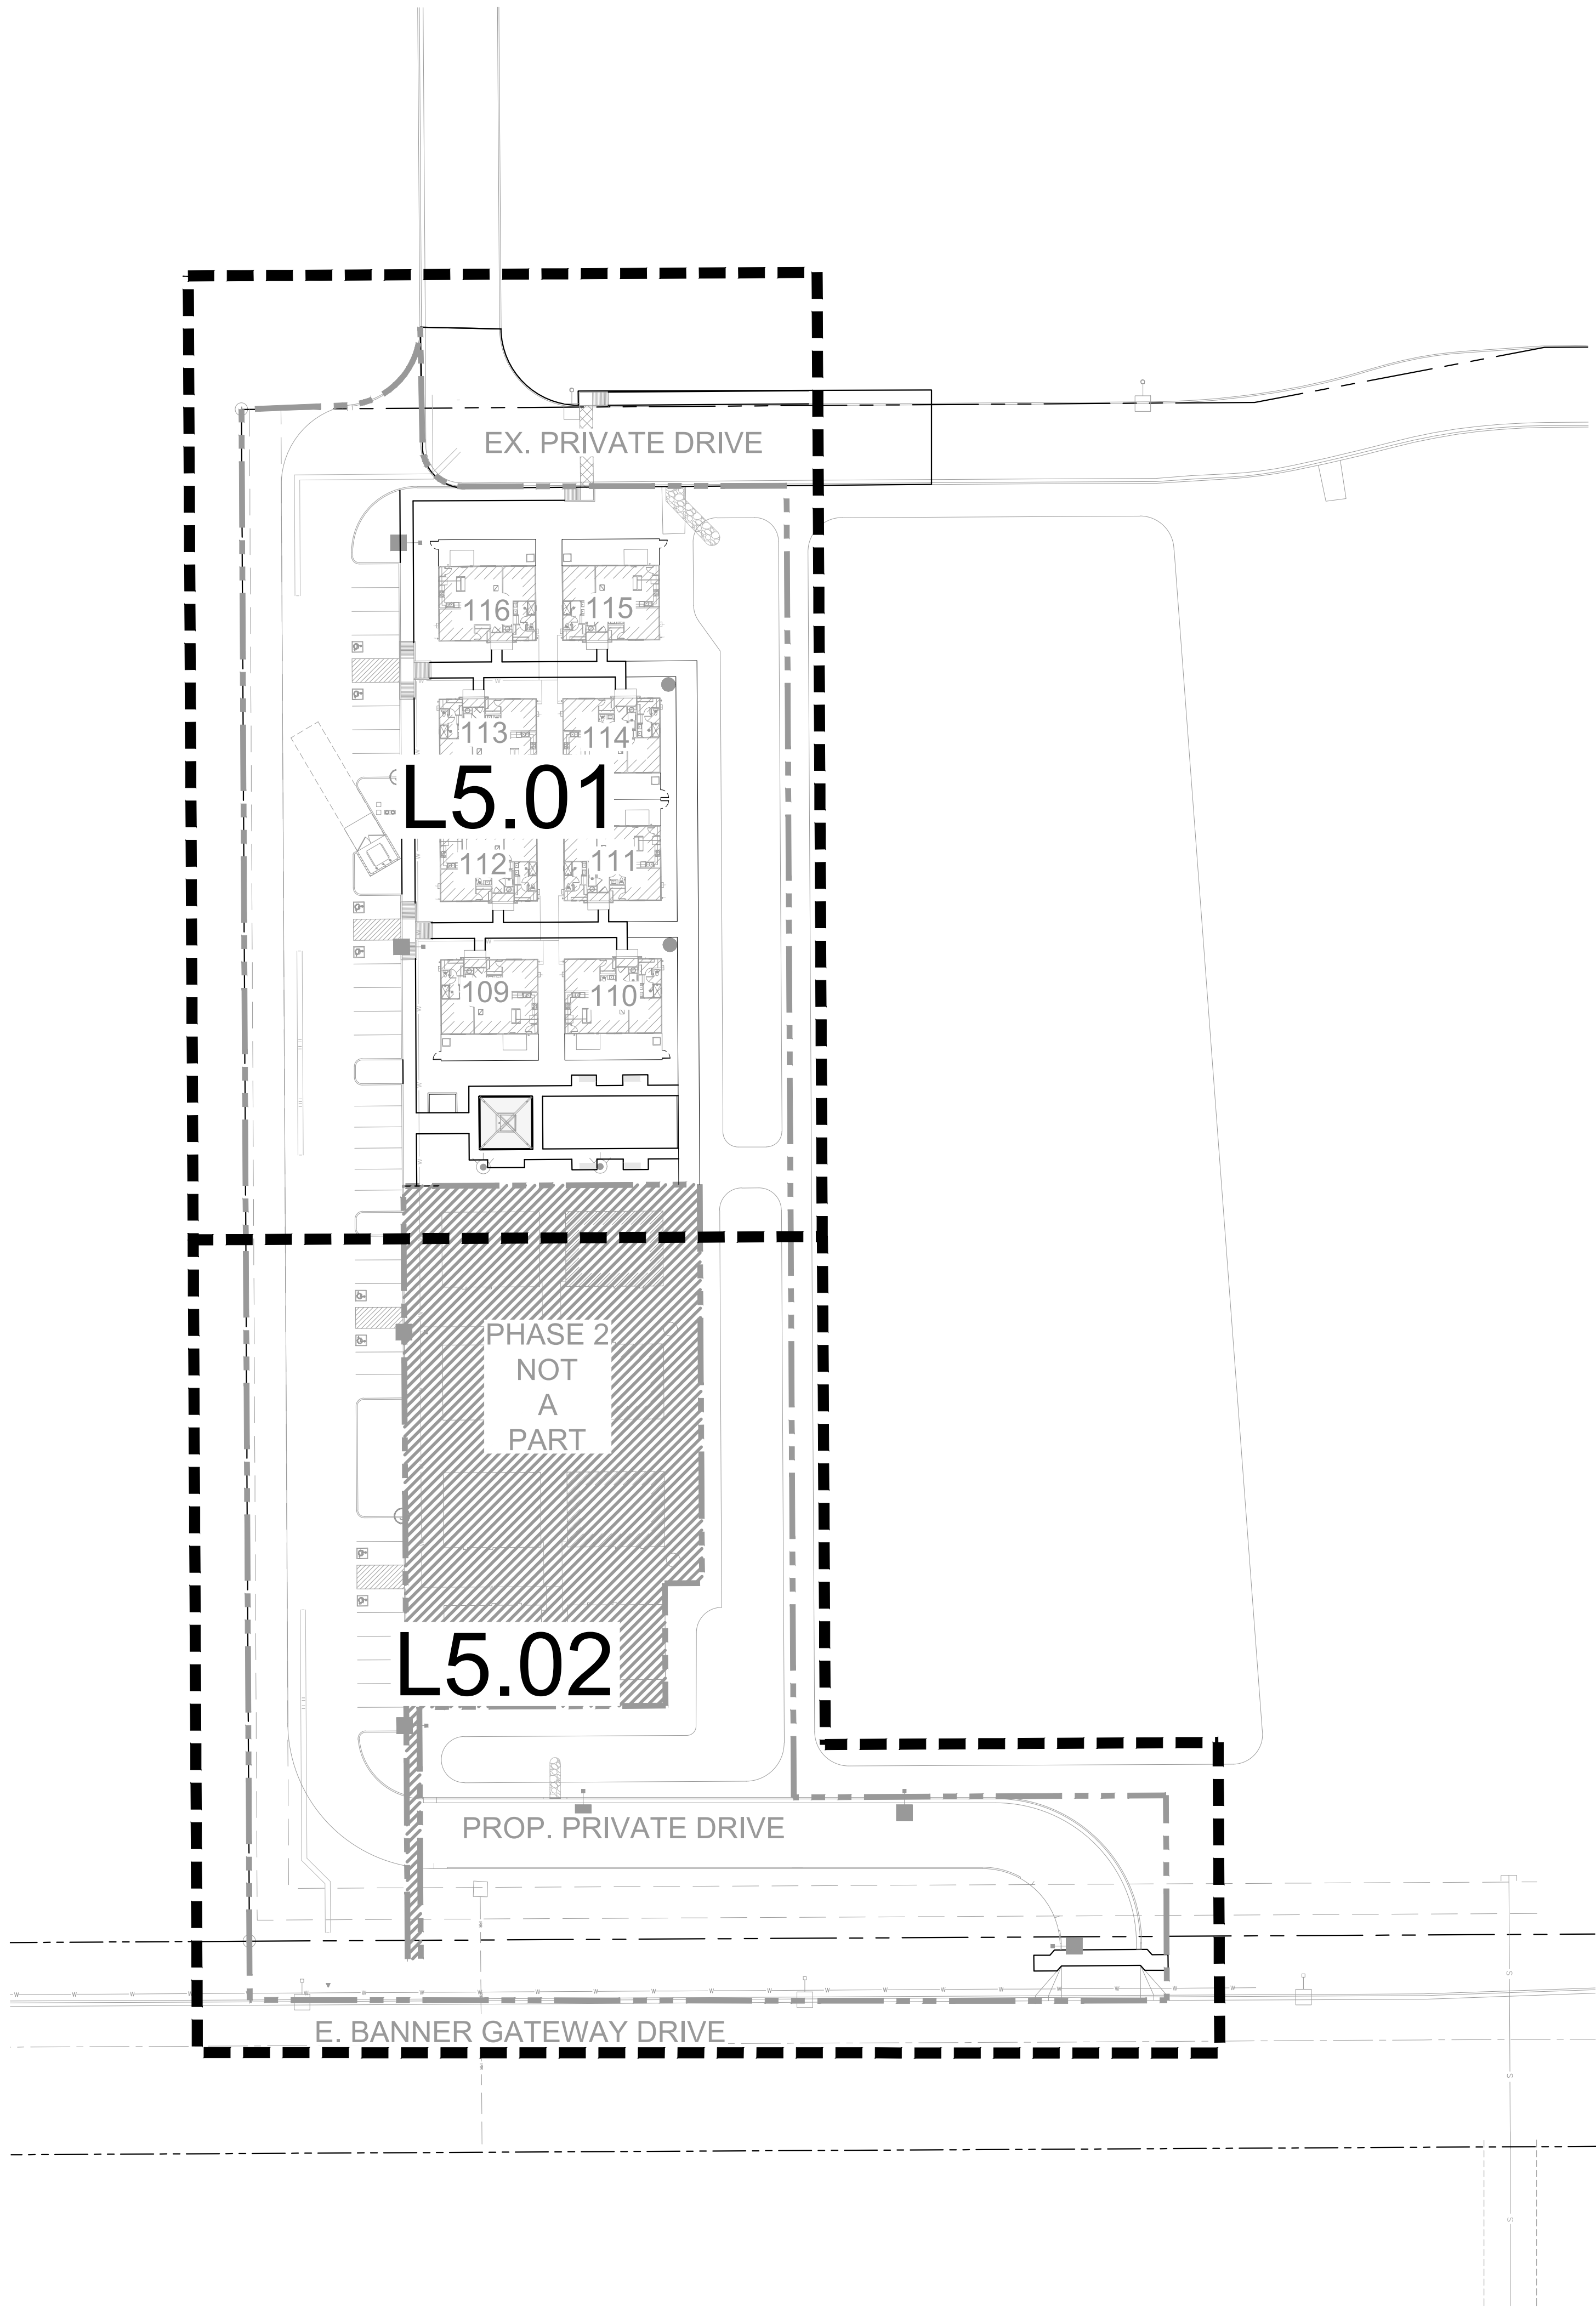 EX. PRIVATE DRIVE
116
115
113
114
L5.01
112
111
109
110
PHASE 2
NOT
A
PART
L5.02
PROP. PRIVATE DRIVE
W W W W W W W W W W W W W W W W W W W W W W
E. BANNER GATEWAY DRIVE
S
S
S